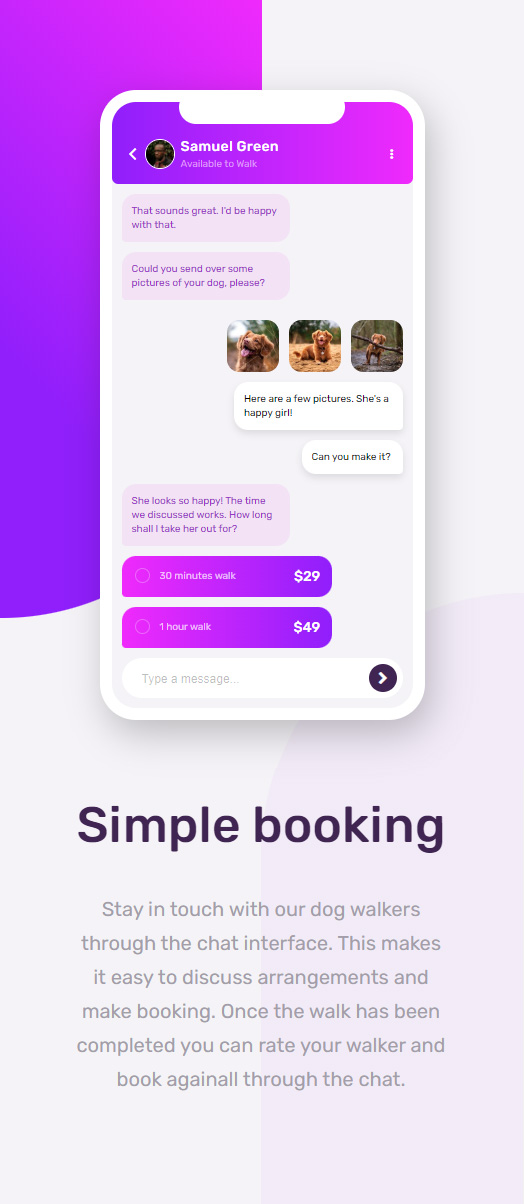 Samuel Green
Available to Walk
That sounds great. I'd be happy
with that.
Could you send over some
pictures of your dog, please?
Here are a few pictures. She's a
happy girl!
Can you make it?
She looks so happy! The time
we discussed works. How long
shall I take her out for?
30 minutes walk $29
1 hour walk $49
Type a message...
Simple booking
Stay in touch with our dog walkers
through the chat interface. This makes
it easy to discuss arrangements and
make booking. Once the walk has been
completed you can rate your walker and
book againall through the chat.